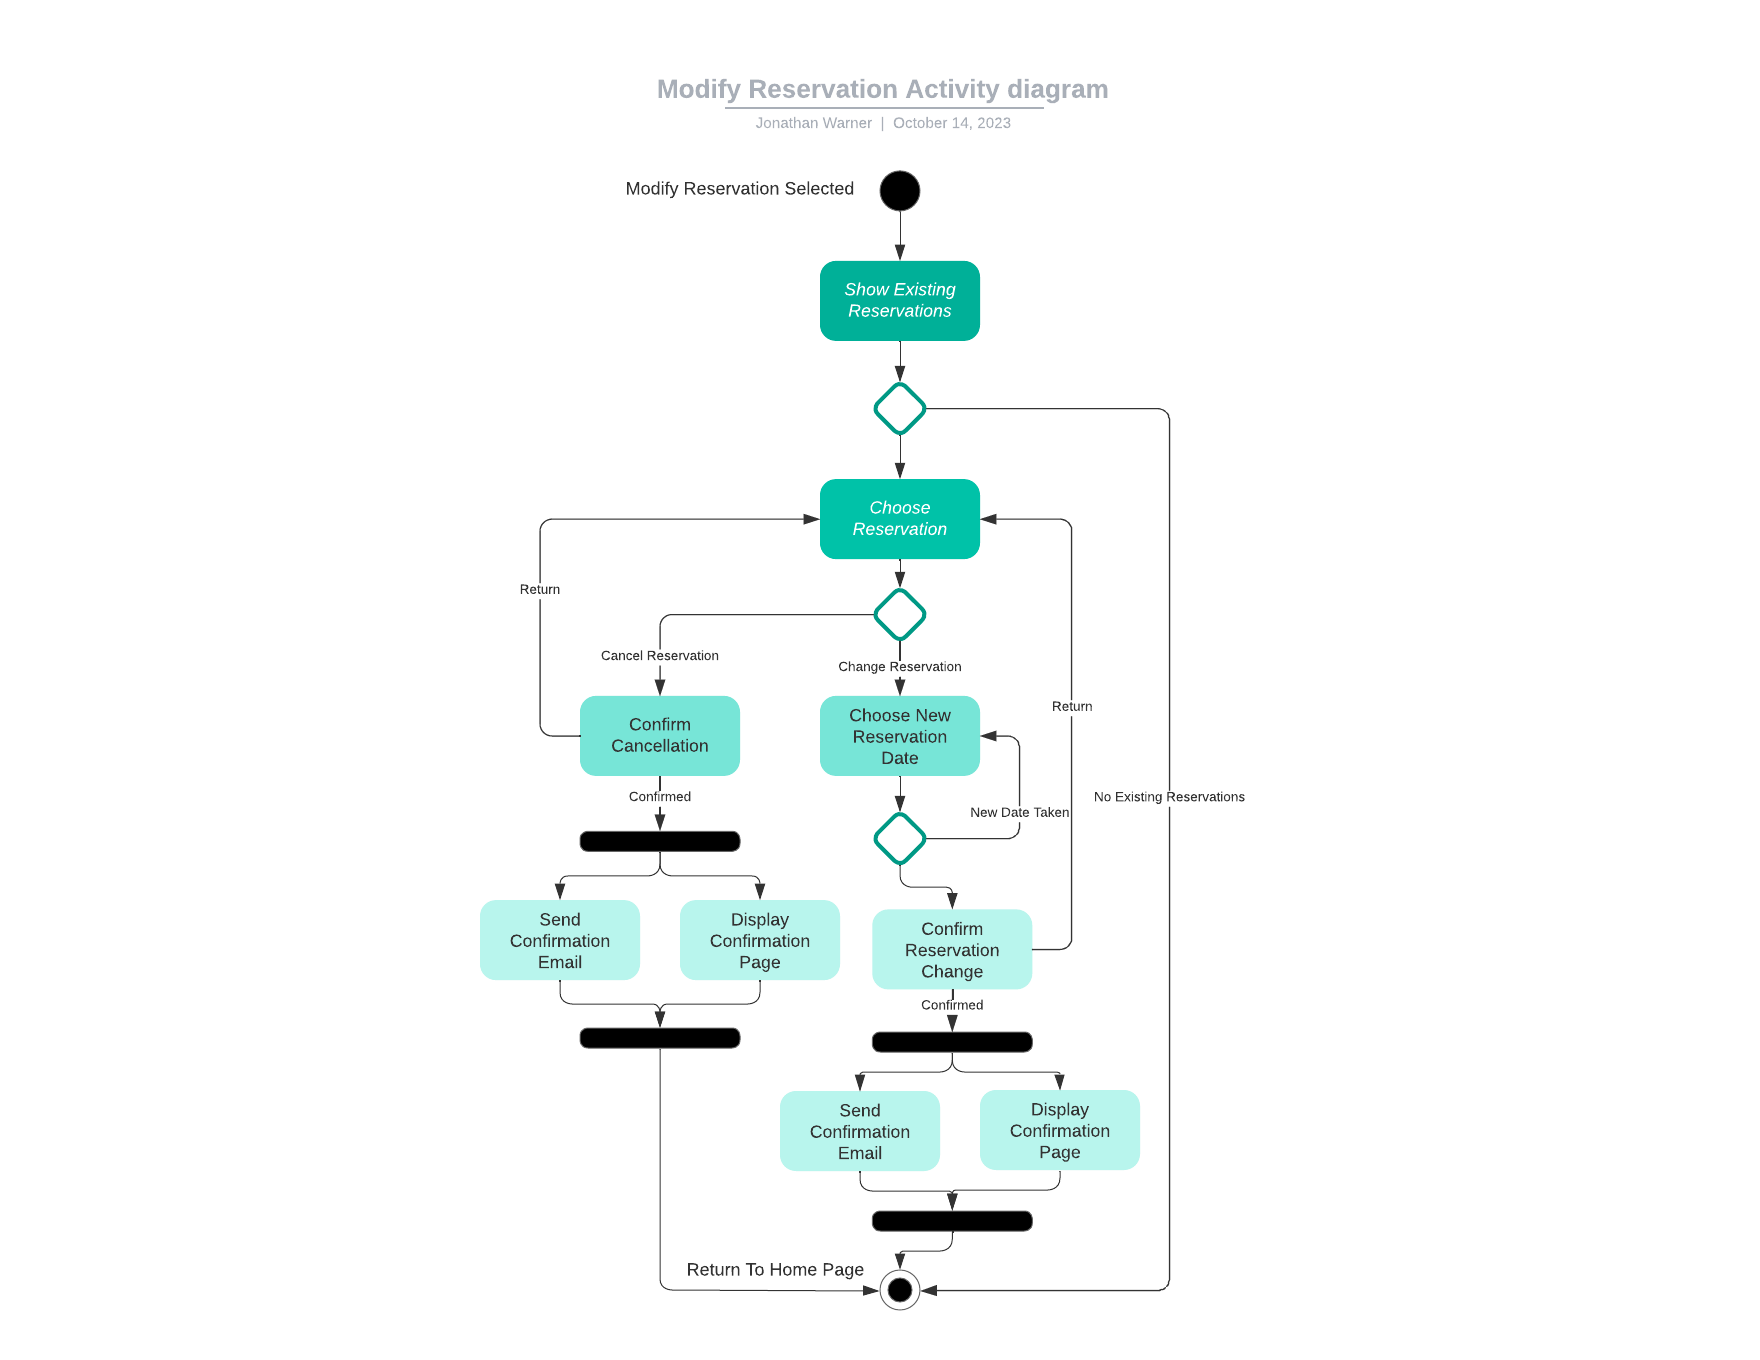 Modify Reservation Activity diagram
Jonathan Warner | October 14, 2023
Modify Reservation Selected
Show Existing
Reservations
Choose
Reservation
Return
Cancel Reservation
Change Reservation
Confirm
Cancellation
Choose New
Reservation
Date
Return
Confirmed
New Date Taken
No Existing Reservations
Send
Confirmation
Email
Display
Confirmation
Page
Confirm
Reservation
Change
Confirmed
Send
Confirmation
Email
Display
Confirmation
Page
Return To Home Page